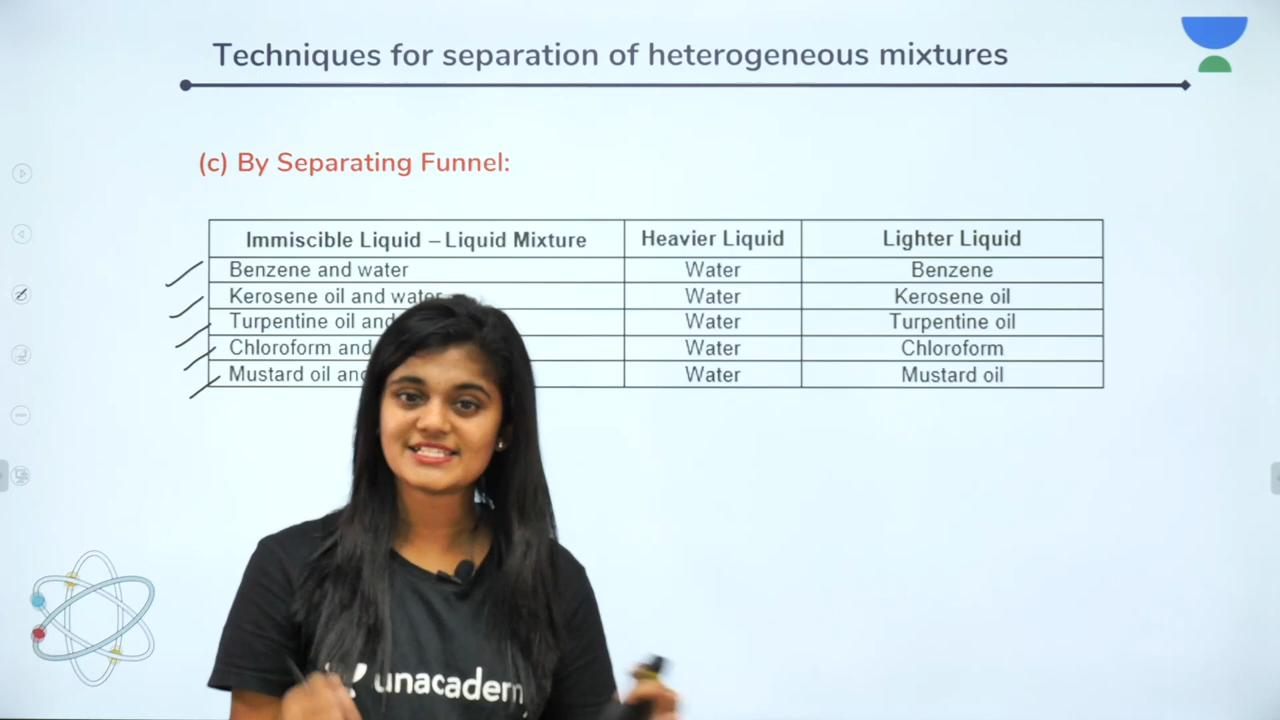 Techniques for separation of heterogeneous mixtures
(c) By Separating Funnel:
Immiscible Liquid – Liquid Mixture Heavier Liquid Lighter Liquid
Benzene and water Water Benzene
Kerosene oil and water Water Kerosene oil
Turpentine oil and Water Turpentine oil
Chloroform and Water Chloroform
Mustard oil and Water Mustard oil
unacadem